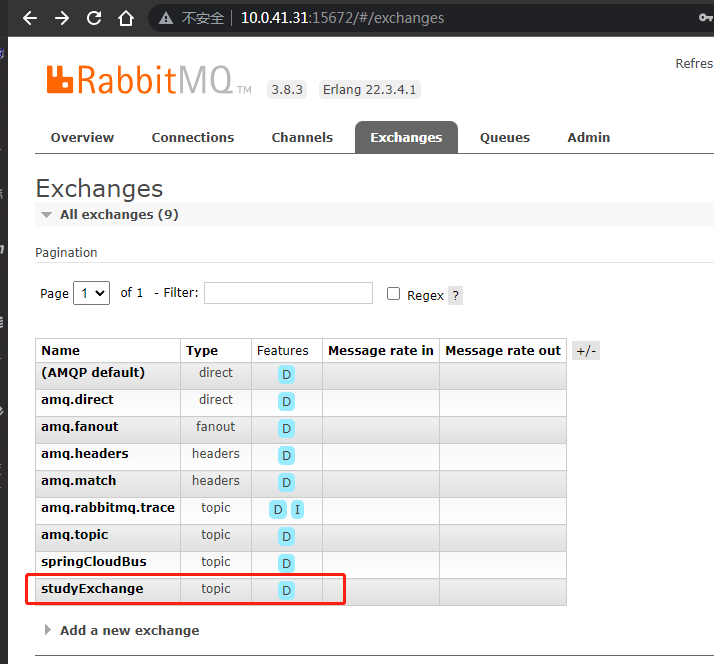 不安全 10.0.41.31:15672/#/exchanges
Refres
RabbitMQ TM 3.8.3 Erlang 22.3.4.1
Overview Connections Channels Exchanges Queues Admin
Exchanges
All exchanges (9)
Pagination
Page 1 of 1 - Filter: Regex ?
Name Type Features Message rate in Message rate out +/-
(AMQP default) direct D
amq.direct direct D
amq.fanout fanout D
amq.headers headers D
amq.match headers D
amq.rabbitmq.trace topic D I
amq.topic topic D
springCloudBus topic D
studyExchange topic D
Add a new exchange